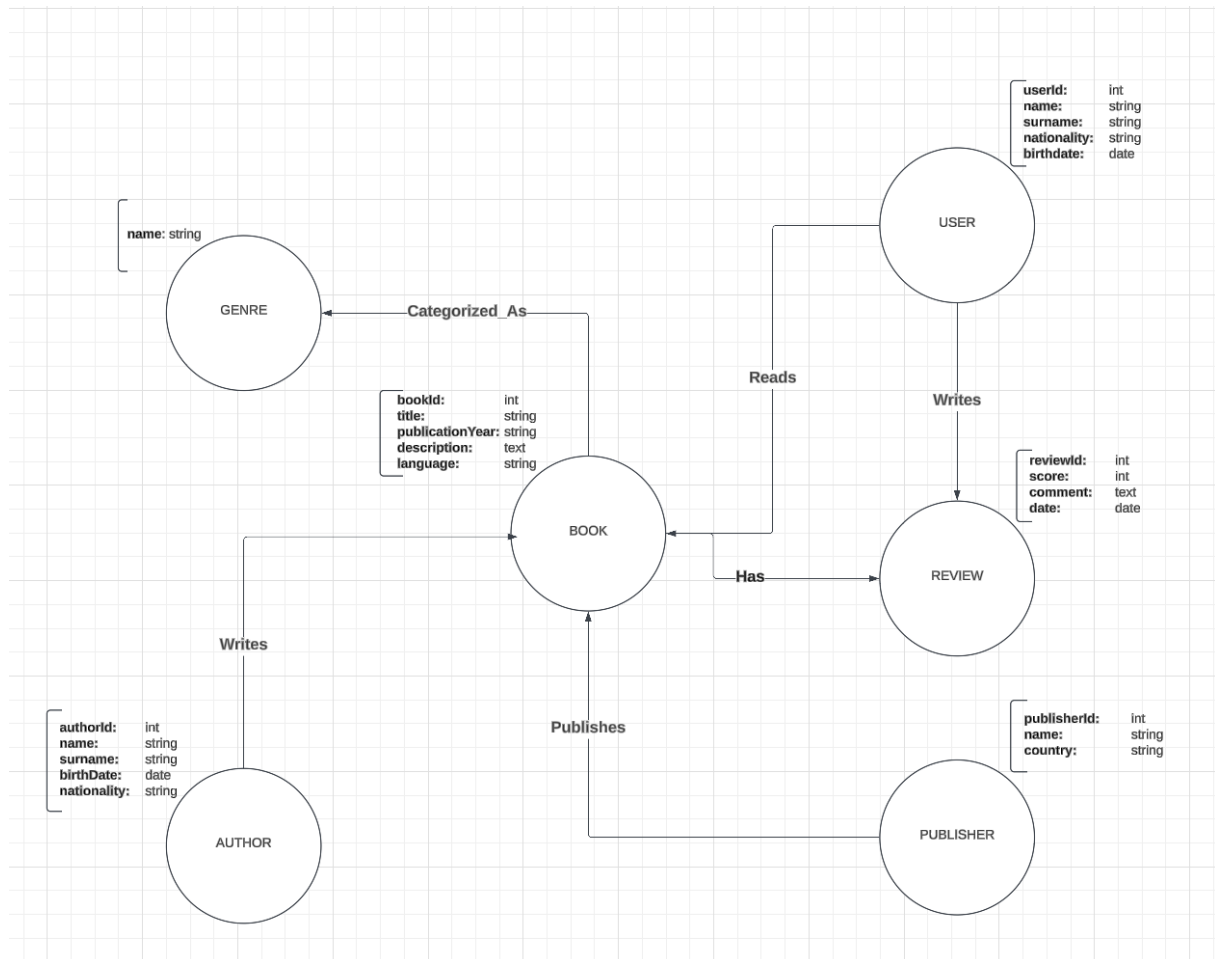 userId: int
name: string
surname: string
nationality: string
birthdate: date
USER
name: string
GENRE
Categorized_As
Reads
Writes
bookId: int
title: string
publicationYear: string
description: text
language: string
BOOK
reviewId: int
score: int
comment: text
date: date
Has
REVIEW
Writes
Publishes
authorId: int
name: string
surname: string
birthDate: date
nationality: string
AUTHOR
publisherId: int
name: string
country: string
PUBLISHER